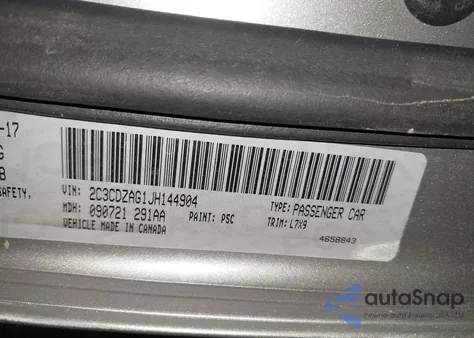 -17
G
B
SAFETY,
VIN: 2C3CDZAG1JH144904
TYPE: PASSENGER CAR
MDH: 090721 291AA
PAINT: PSC
TRIM: L7X9
VEHICLE MADE IN CANADA
4658843
autoSnap